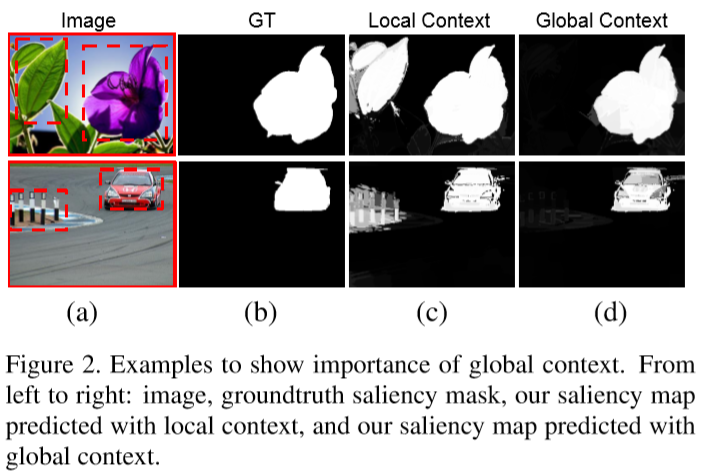 Image GT Local Context Global Context
(a) (b) (c) (d)
Figure 2. Examples to show importance of global context. From
left to right: image, groundtruth saliency mask, our saliency map
predicted with local context, and our saliency map predicted with
global context.